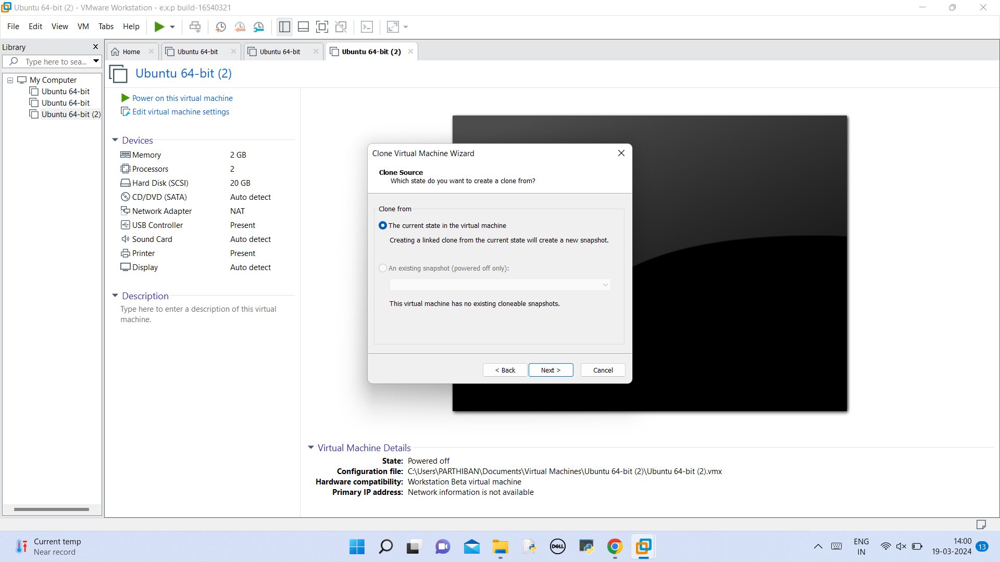 Ubuntu 64-bit (2) - VMware Workstation - e.x.p build-16540321
File Edit View VM Tabs Help
Library
Type here to sea...
My Computer
Ubuntu 64-bit
Ubuntu 64-bit
Ubuntu 64-bit (2)
Home
Ubuntu 64-bit
Ubuntu 64-bit
Ubuntu 64-bit (2)
Ubuntu 64-bit (2)
Power on this virtual machine
Edit virtual machine settings
Devices
Memory 2 GB
Processors 2
Hard Disk (SCSI) 20 GB
CD/DVD (SATA) Auto detect
Network Adapter NAT
USB Controller Present
Sound Card Auto detect
Printer Present
Display Auto detect
Description
Type here to enter a description of this virtual
machine.
Clone Virtual Machine Wizard
Clone Source
Which state do you want to create a clone from?
Clone from
The current state in the virtual machine
Creating a linked clone from the current state will create a new snapshot.
An existing snapshot (powered off only):
This virtual machine has no existing cloneable snapshots.
< Back Next > Cancel
Virtual Machine Details
State: Powered off
Configuration file: C:\Users\PARTHIBAN\Documents\Virtual Machines\Ubuntu 64-bit (2)\Ubuntu 64-bit (2).vmx
Hardware compatibility: Workstation Beta virtual machine
Primary IP address: Network information is not available
Current temp
Near record
DELL
ENG
IN
14:00
19-03-2024
13